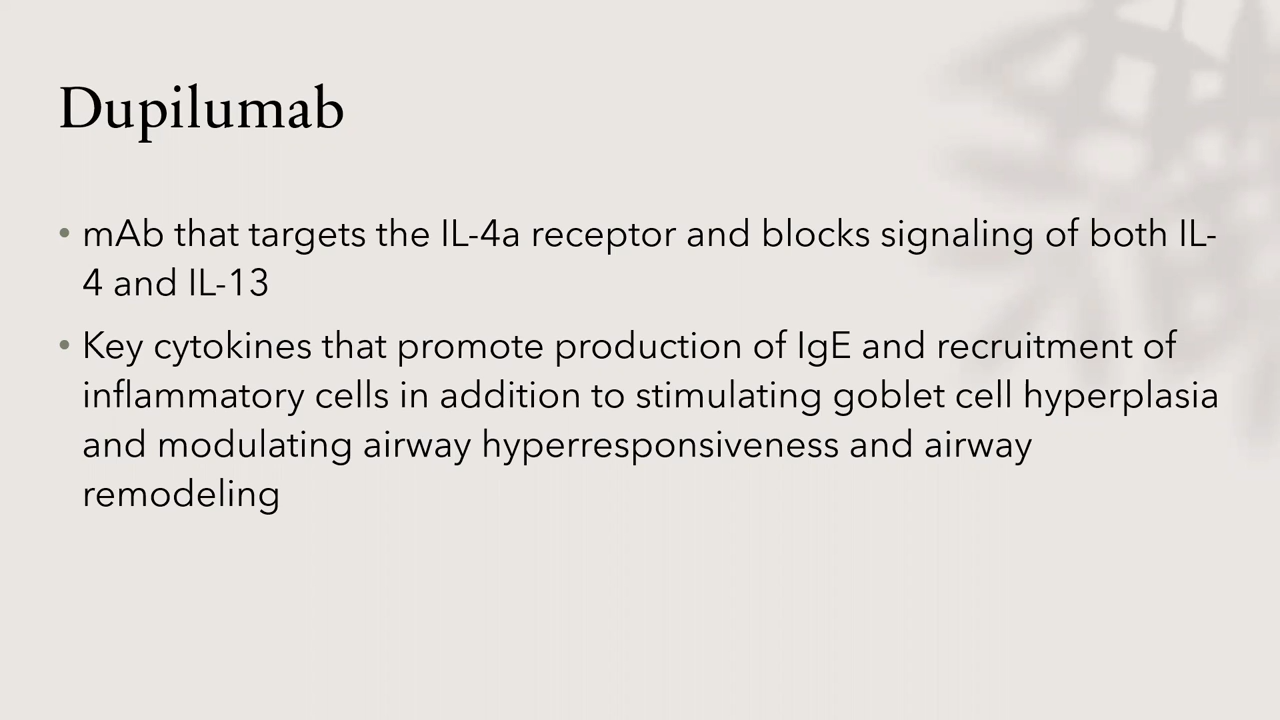 Dupilumab
• mAb that targets the IL-4a receptor and blocks signaling of both IL-
4 and IL-13
• Key cytokines that promote production of IgE and recruitment of
inflammatory cells in addition to stimulating goblet cell hyperplasia
and modulating airway hyperresponsiveness and airway
remodeling